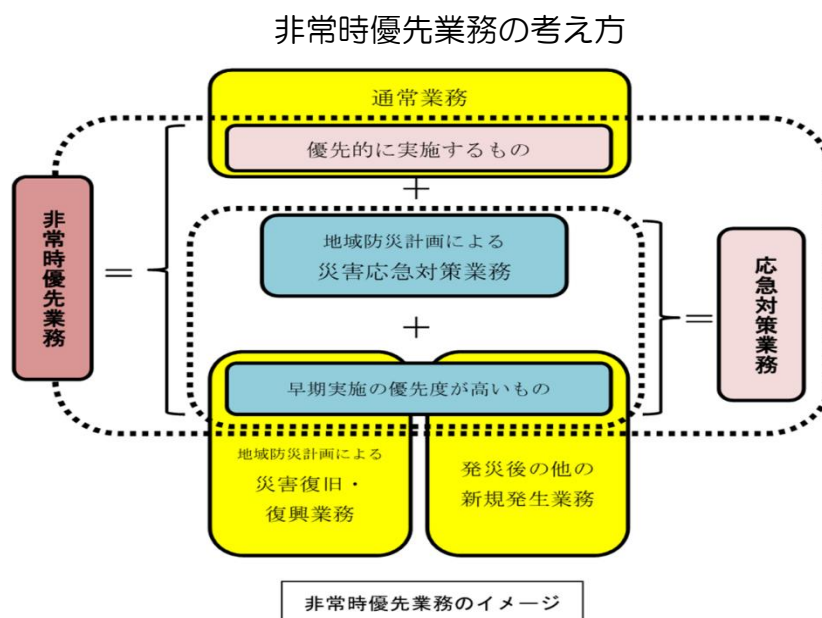 非常時優先業務の考え方
通常業務
優先的に実施するもの
+
非常時優先業務
=
地域防災計画による
災害応急対策業務
=
応急対策業務
+
早期実施の優先度が高いもの
地域防災計画による
災害復旧・
復興業務
発災後の他の
新規発生業務
非常時優先業務のイメージ